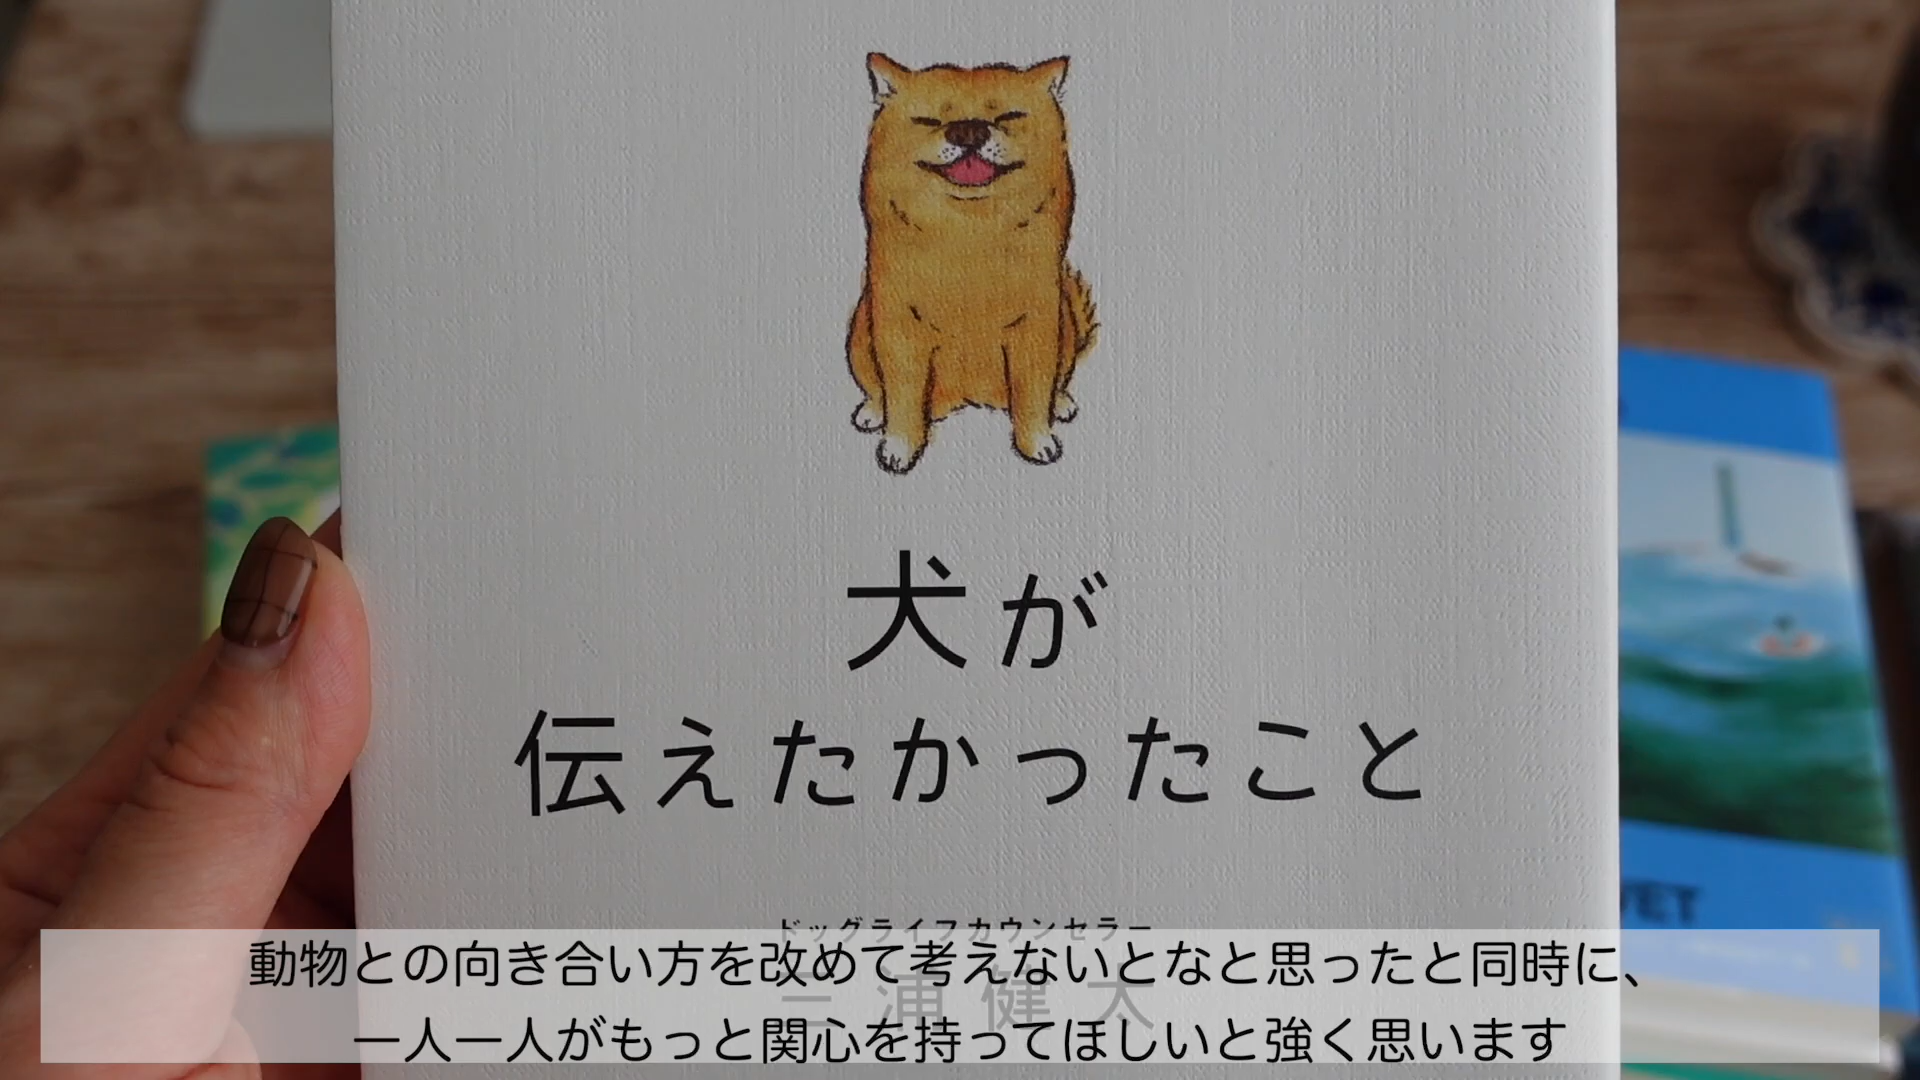 犬が
伝えたかったこと
ドッグライフカウンセラー
三浦健太
動物との向き合い方を改めて考えないとなと思ったと同時に、
一人一人がもっと関心を持ってほしいと強く思います